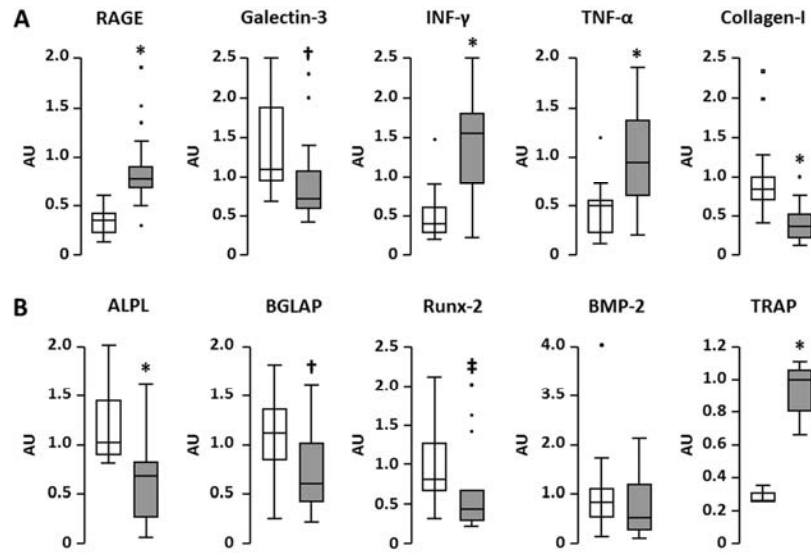 A
RAGE Galectin-3 INF-γ TNF-α Collagen-I
* † * * *
AU 2.0 1.5 1.0 0.5 0
AU 2.5 2.0 1.5 1.0 0.5 0
AU 2.5 2.0 1.5 1.0 0.5 0
AU 2.0 1.5 1.0 0.5 0
AU 2.5 2.0 1.5 1.0 0.5 0
B
ALPL BGLAP Runx-2 BMP-2 TRAP
* † ‡ *
AU 2.0 1.5 1.0 0.5 0
AU 2.0 1.5 1.0 0.5 0
AU 2.5 2.0 1.5 1.0 0.5 0
AU 4.0 3.5 2.0 1.0 0
AU 1.2 1.0 0.8 0.6 0.4 0.2 0